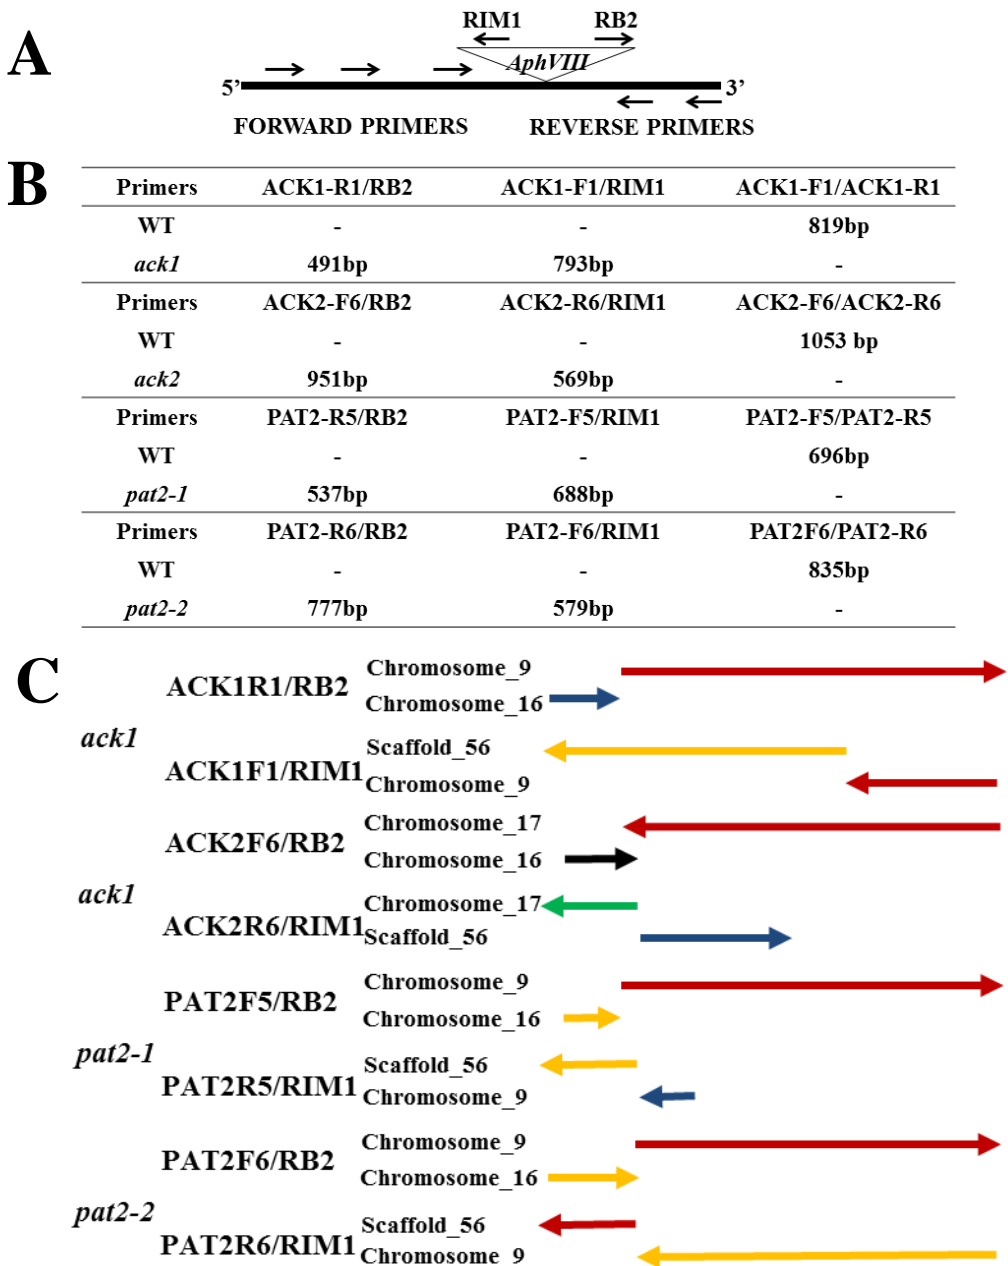 A
RIM1 RB2
AphVIII
5’ 3’
FORWARD PRIMERS REVERSE PRIMERS
B
Primers ACK1-R1/RB2 ACK1-F1/RIM1 ACK1-F1/ACK1-R1
WT - - 819bp
ack1 491bp 793bp -
Primers ACK2-F6/RB2 ACK2-R6/RIM1 ACK2-F6/ACK2-R6
WT - - 1053 bp
ack2 951bp 569bp -
Primers PAT2-R5/RB2 PAT2-F5/RIM1 PAT2-F5/PAT2-R5
WT - - 696bp
pat2-1 537bp 688bp -
Primers PAT2-R6/RB2 PAT2-F6/RIM1 PAT2F6/PAT2-R6
WT - - 835bp
pat2-2 777bp 579bp -
C
ack1
ACK1R1/RB2
Chromosome_9
Chromosome_16
ACK1F1/RIM1
Scaffold_56
Chromosome_9
ack1
ACK2F6/RB2
Chromosome_17
Chromosome_16
ACK2R6/RIM1
Chromosome_17
Scaffold_56
pat2-1
PAT2F5/RB2
Chromosome_9
Chromosome_16
PAT2R5/RIM1
Scaffold_56
Chromosome_9
pat2-2
PAT2F6/RB2
Chromosome_9
Chromosome_16
PAT2R6/RIM1
Scaffold_56
Chromosome_9